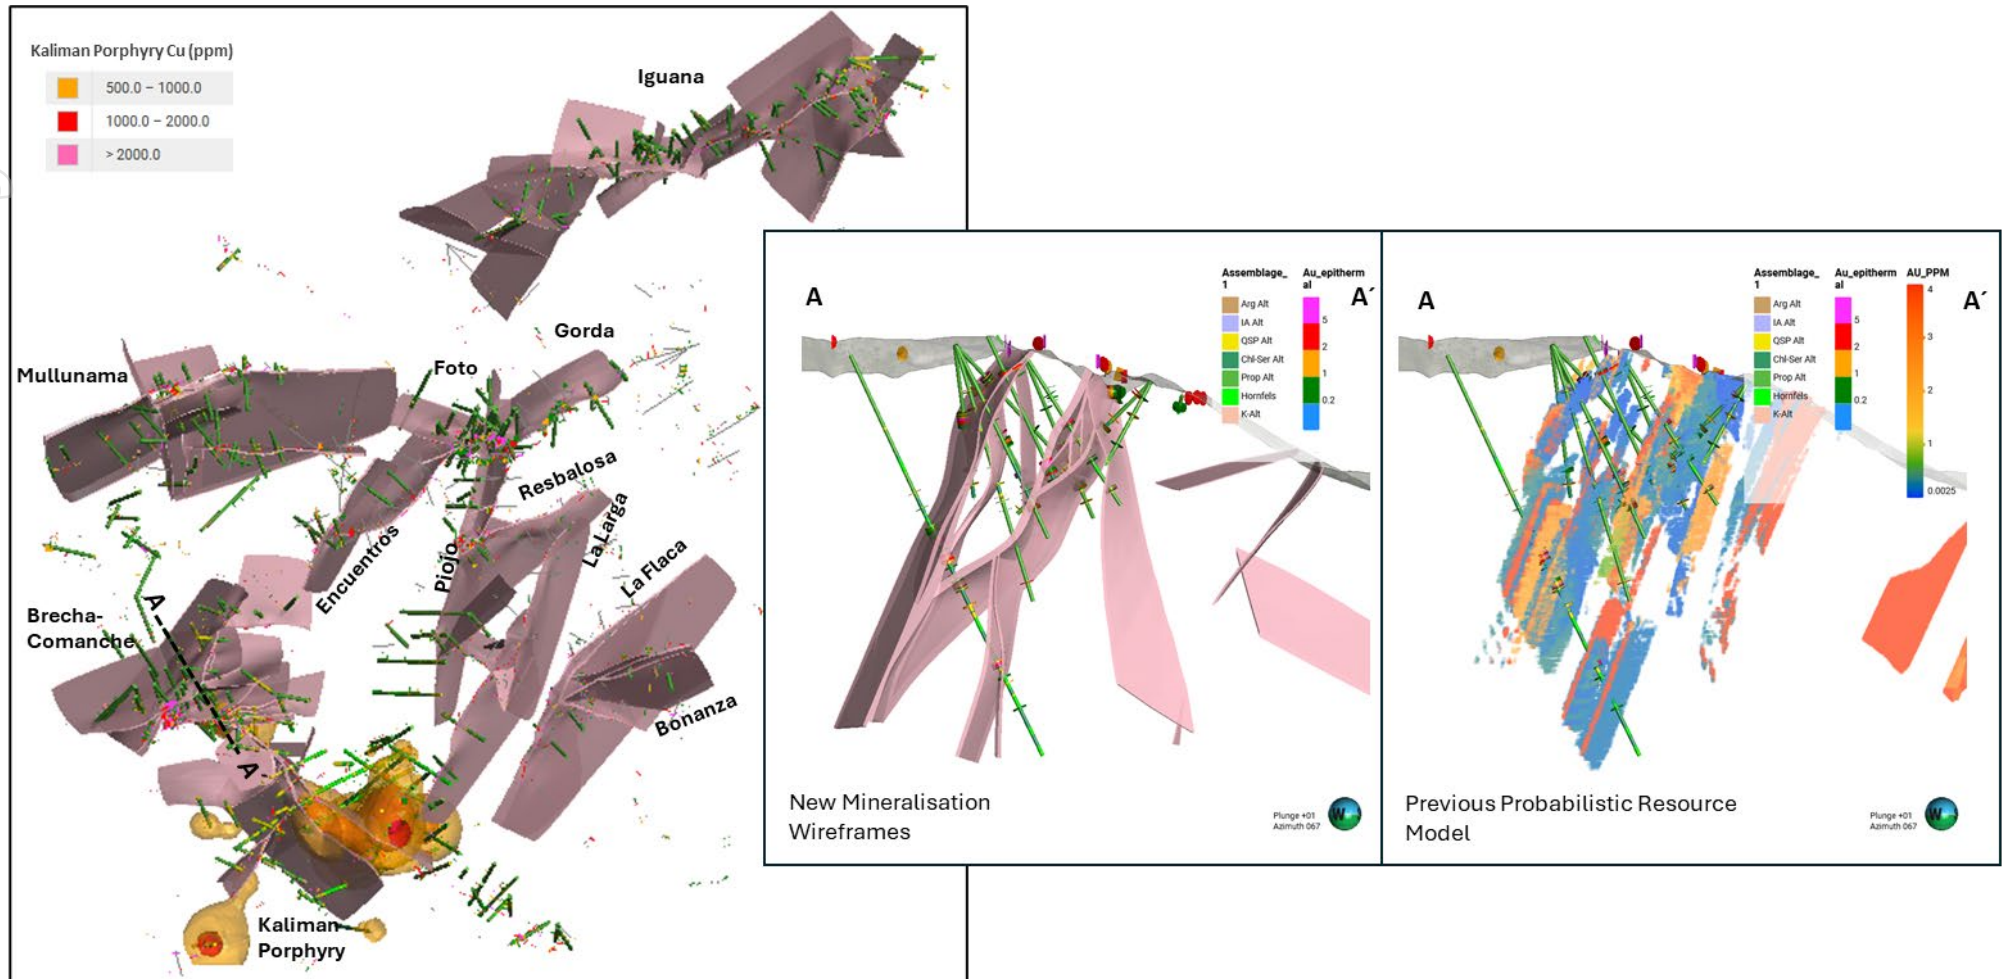 Kaliman Porphyry Cu (ppm)
500.0 – 1000.0
1000.0 – 2000.0
> 2000.0
Iguana
Gorda
Foto
Mullunama
Resbalosa
La Larga
Piojo
Encuentros
La Flaca
Brecha-
Comanche
A
Bonanza
A´
Kaliman
Porphyry
A
A´
Assemblage_
1
Arg Alt
IA Alt
QSP Alt
Chl-Ser Alt
Prop Alt
Hornfels
K-Alt
Au_epitherm
al
5
2
1
0.2
New Mineralisation
Wireframes
Plunge +01
Azimuth 067
W
A
A´
Assemblage_
1
Arg Alt
IA Alt
QSP Alt
Chl-Ser Alt
Prop Alt
Hornfels
K-Alt
Au_epitherm
al
5
2
1
0.2
AU_PPM
4
3
2
1
0.0025
Previous Probabilistic Resource
Model
Plunge +01
Azimuth 067
W